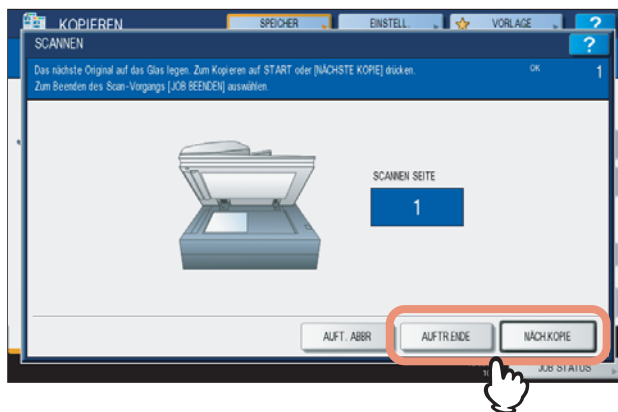 KOPIEREN SPEICHER EINSTELL. VORLAGE ?
SCANNEN ?
Das nächste Original auf das Glas legen. Zum Kopieren auf START oder [NÄCHSTE KOPIE] drücken. OK 1
Zum Beenden des Scan-Vorgangs [JOB BEENDEN] auswählen.
SCANNEN SEITE
1
AUFT. ABBR AUFTR.ENDE NÄCH.KOPIE
JOB STATUS